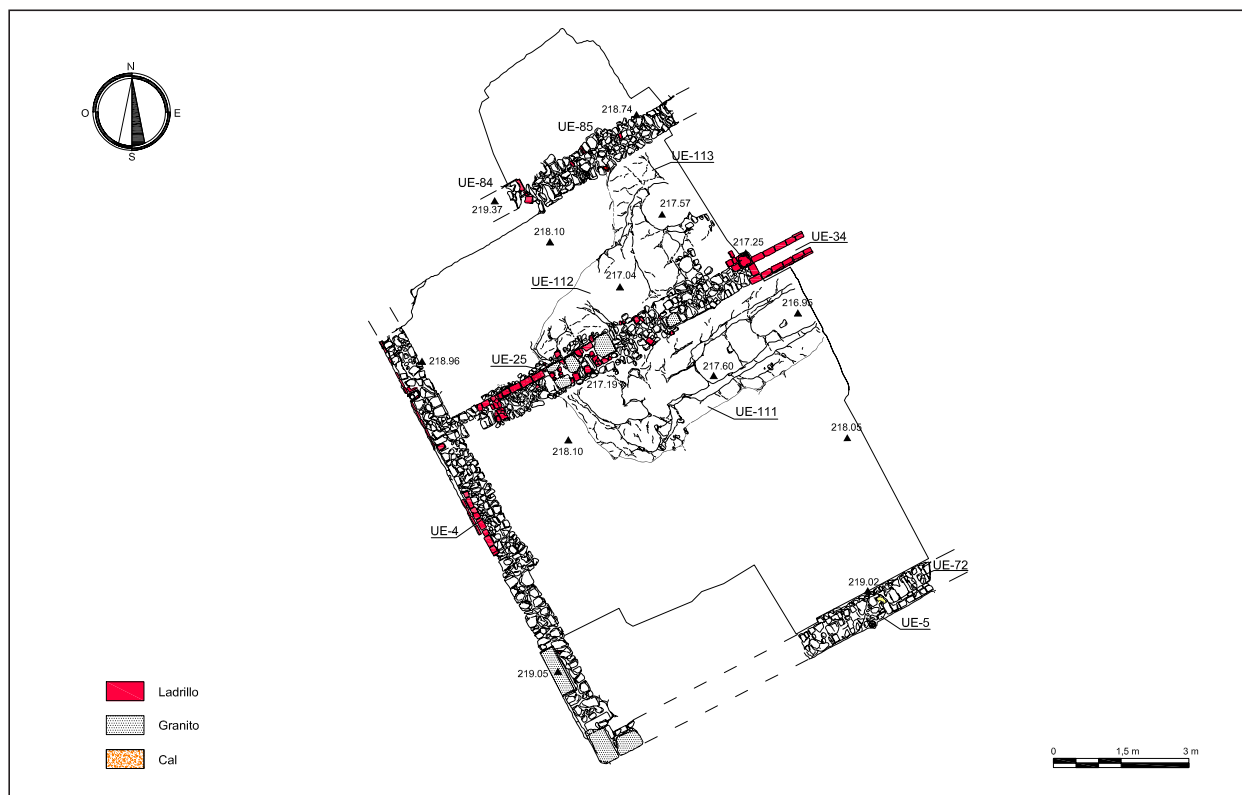 N
O
E
S
218.74
UE-85
UE-113
UE-84
219.37
217.57
218.10
217.25
UE-34
UE-112
217.04
216.95
218.96
UE-25
217.19
217.60
UE-111
218.10
218.05
UE-4
UE-72
219.02
UE-5
219.05
Ladrillo
Granito
Cal
0 1,5 m 3 m